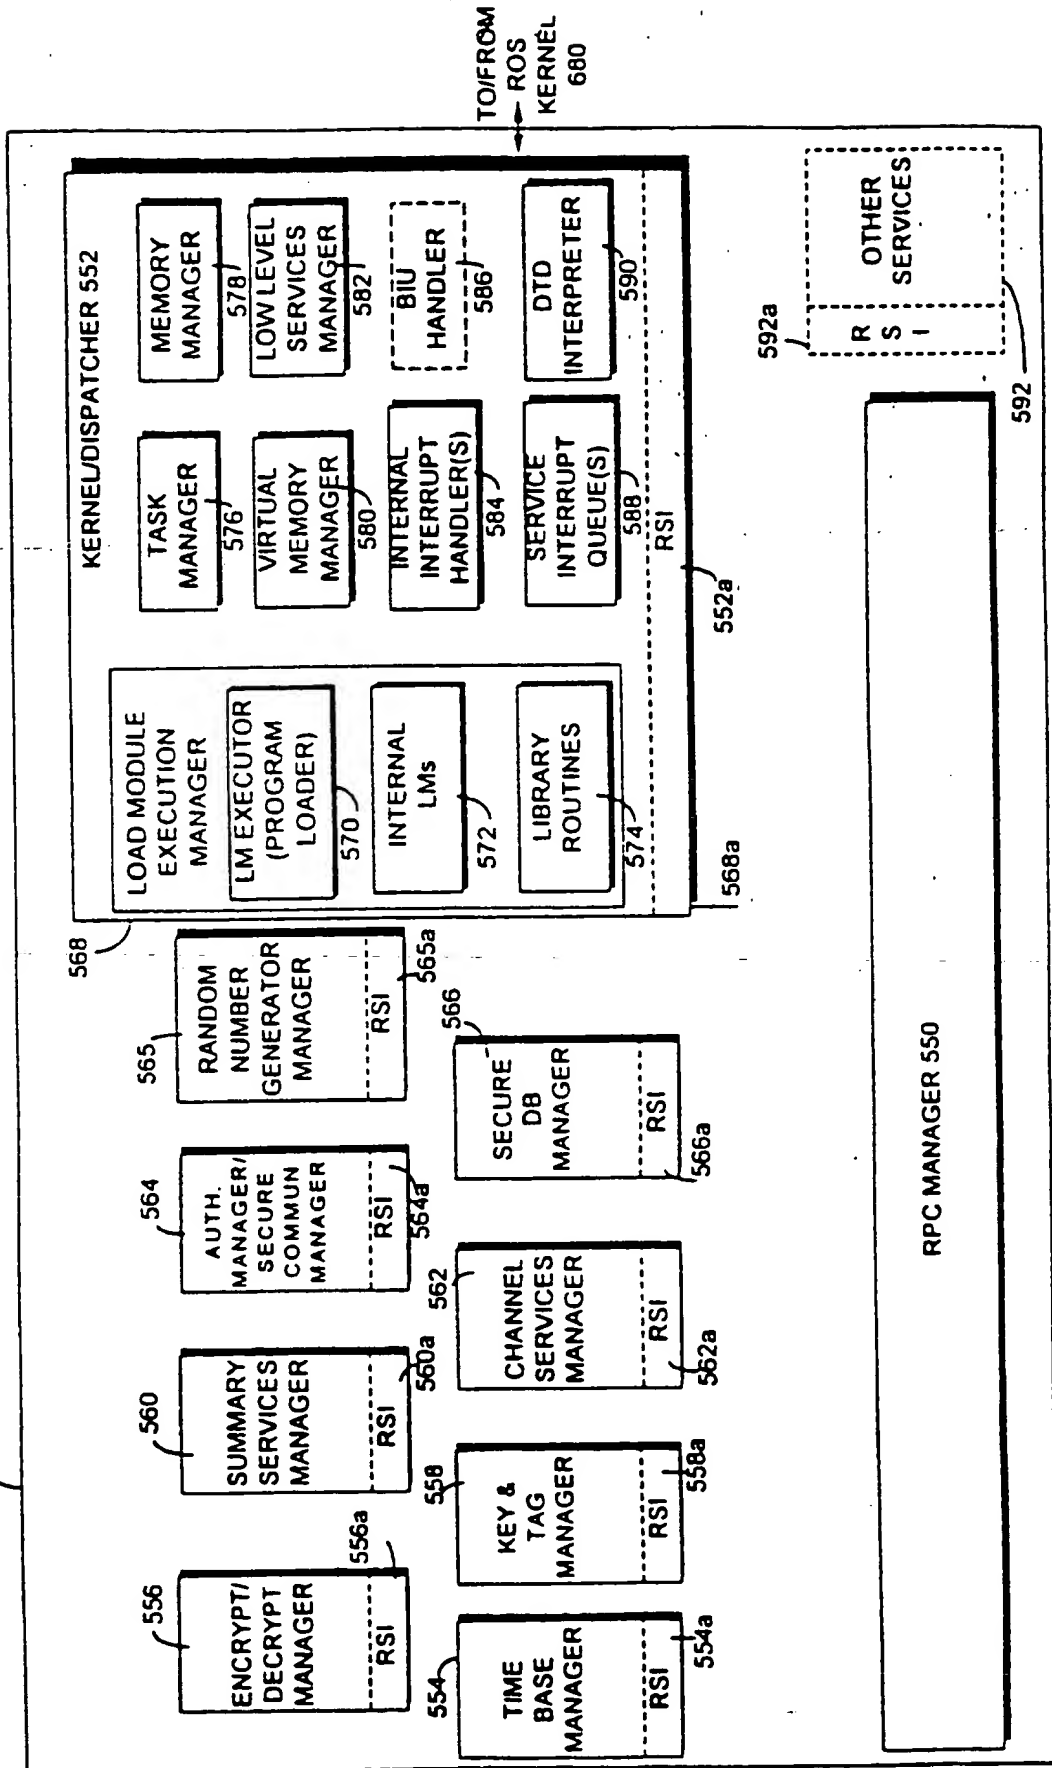 KERNEL/DISPATCHER 552
568
LOAD MODULE
EXECUTION
MANAGER
LM EXECUTOR
(PROGRAM
LOADER)
570
INTERNAL
LMs
572
LIBRARY
ROUTINES
574
568a
TASK
MANAGER
576
VIRTUAL
MEMORY
MANAGER
580
INTERNAL
INTERRUPT
HANDLER(S)
584
SERVICE
INTERRUPT
QUEUE(S)
588
MEMORY
MANAGER
578
LOW LEVEL
SERVICES
MANAGER
582
BIU
HANDLER
586
DTD
INTERPRETER
590
RSI
552a
TO/FROM
ROS
KERNEL
680
556
ENCRYPT/
DECRYPT
MANAGER
RSI
556a
560
SUMMARY
SERVICES
MANAGER
RSI
560a
564
AUTH.
MANAGER/
SECURE
COMMUN
MANAGER
RSI
564a
565
RANDOM
NUMBER
GENERATOR
MANAGER
RSI
565a
554
TIME
BASE
MANAGER
RSI
554a
558
KEY &
TAG
MANAGER
RSI
558a
562
CHANNEL
SERVICES
MANAGER
RSI
562a
566
SECURE
DB
MANAGER
RSI
566a
592a
R
S
I
OTHER
SERVICES
592
RPC MANAGER 550